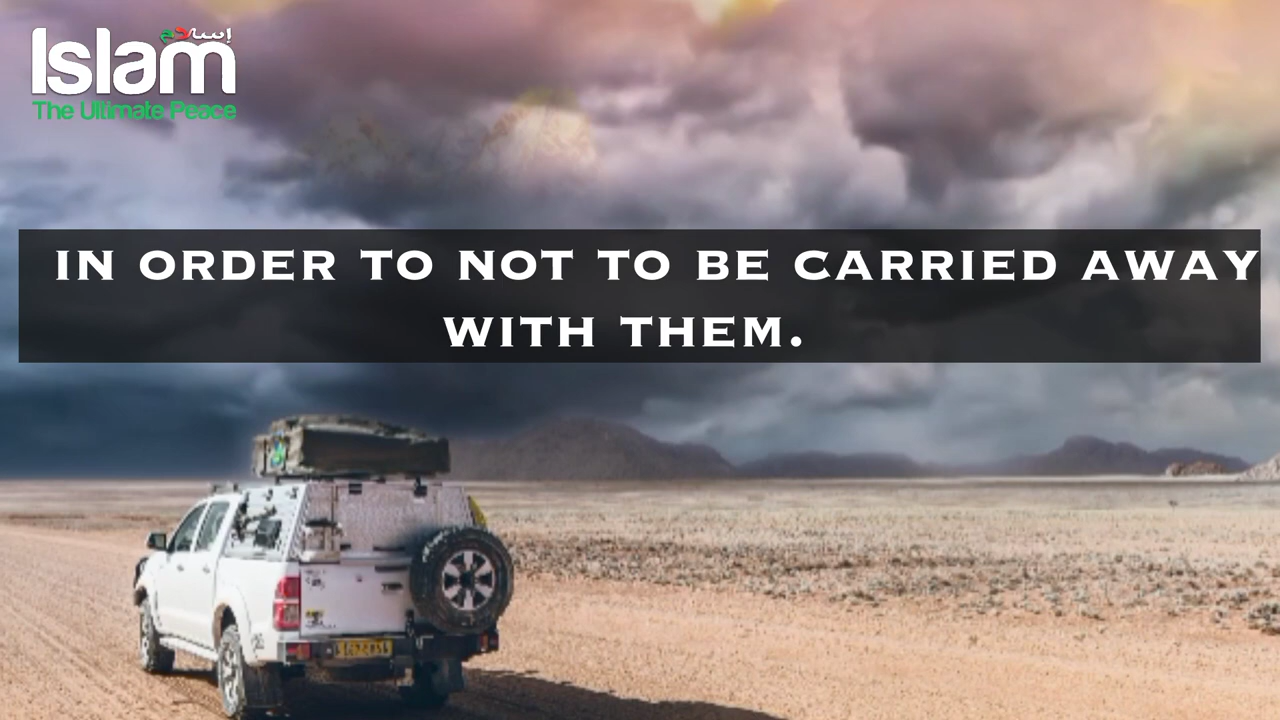 إسلام
Islam
The Ultimate Peace
IN ORDER TO NOT TO BE CARRIED AWAY
WITH THEM.